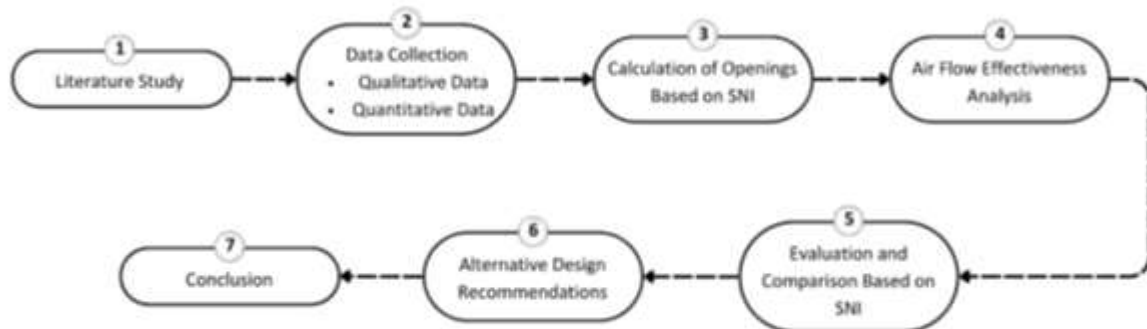 1
Literature Study
2
Data Collection
• Qualitative Data
• Quantitative Data
3
Calculation of Openings
Based on SNI
4
Air Flow Effectiveness
Analysis
5
Evaluation and
Comparison Based on
SNI
6
Alternative Design
Recommendations
7
Conclusion